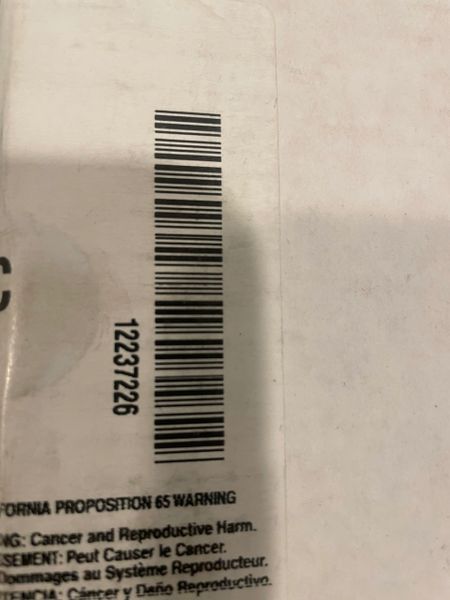 C
12237226
FORNIA PROPOSITION 65 WARNING
NG: Cancer and Reproductive Harm.
SEMENT: Peut Causer le Cancer.
Dommages au Système Reproducteur.
TENCIA: Cáncer y Daño Reproductivo.